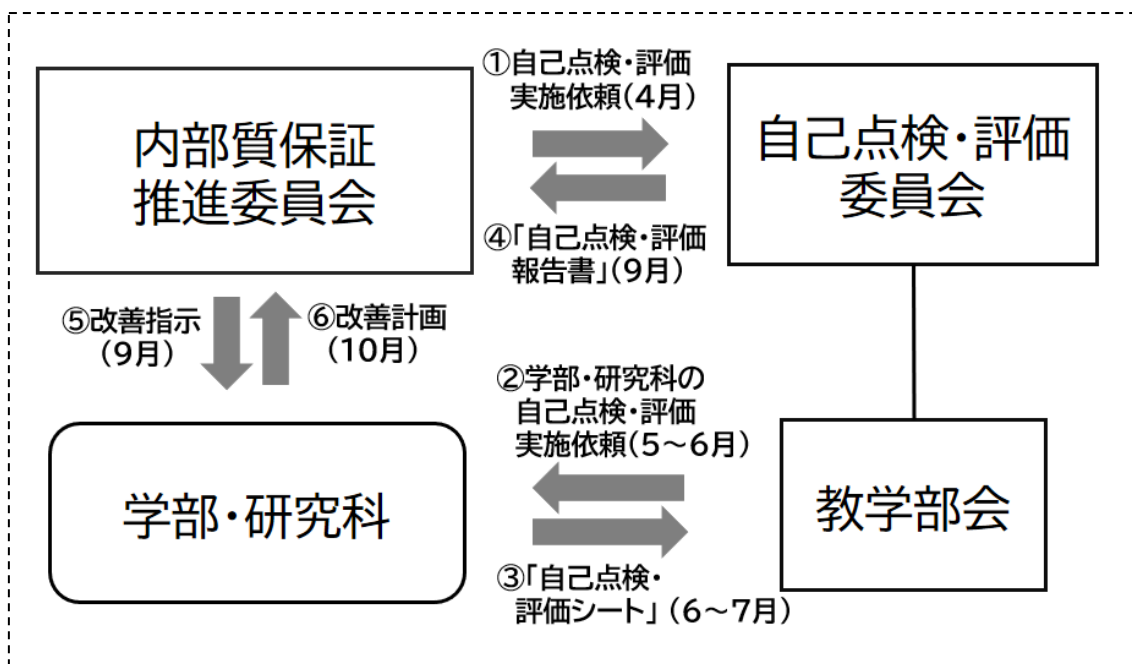 ①自己点検・評価
実施依頼(4月)
内部質保証
推進委員会
自己点検・評価
委員会
④「自己点検・評価
報告書」(9月)
⑤改善指示
(9月)
⑥改善計画
(10月)
②学部・研究科の
自己点検・評価
実施依頼(5～6月)
学部・研究科
教学部会
③「自己点検・
評価シート」(6～7月)